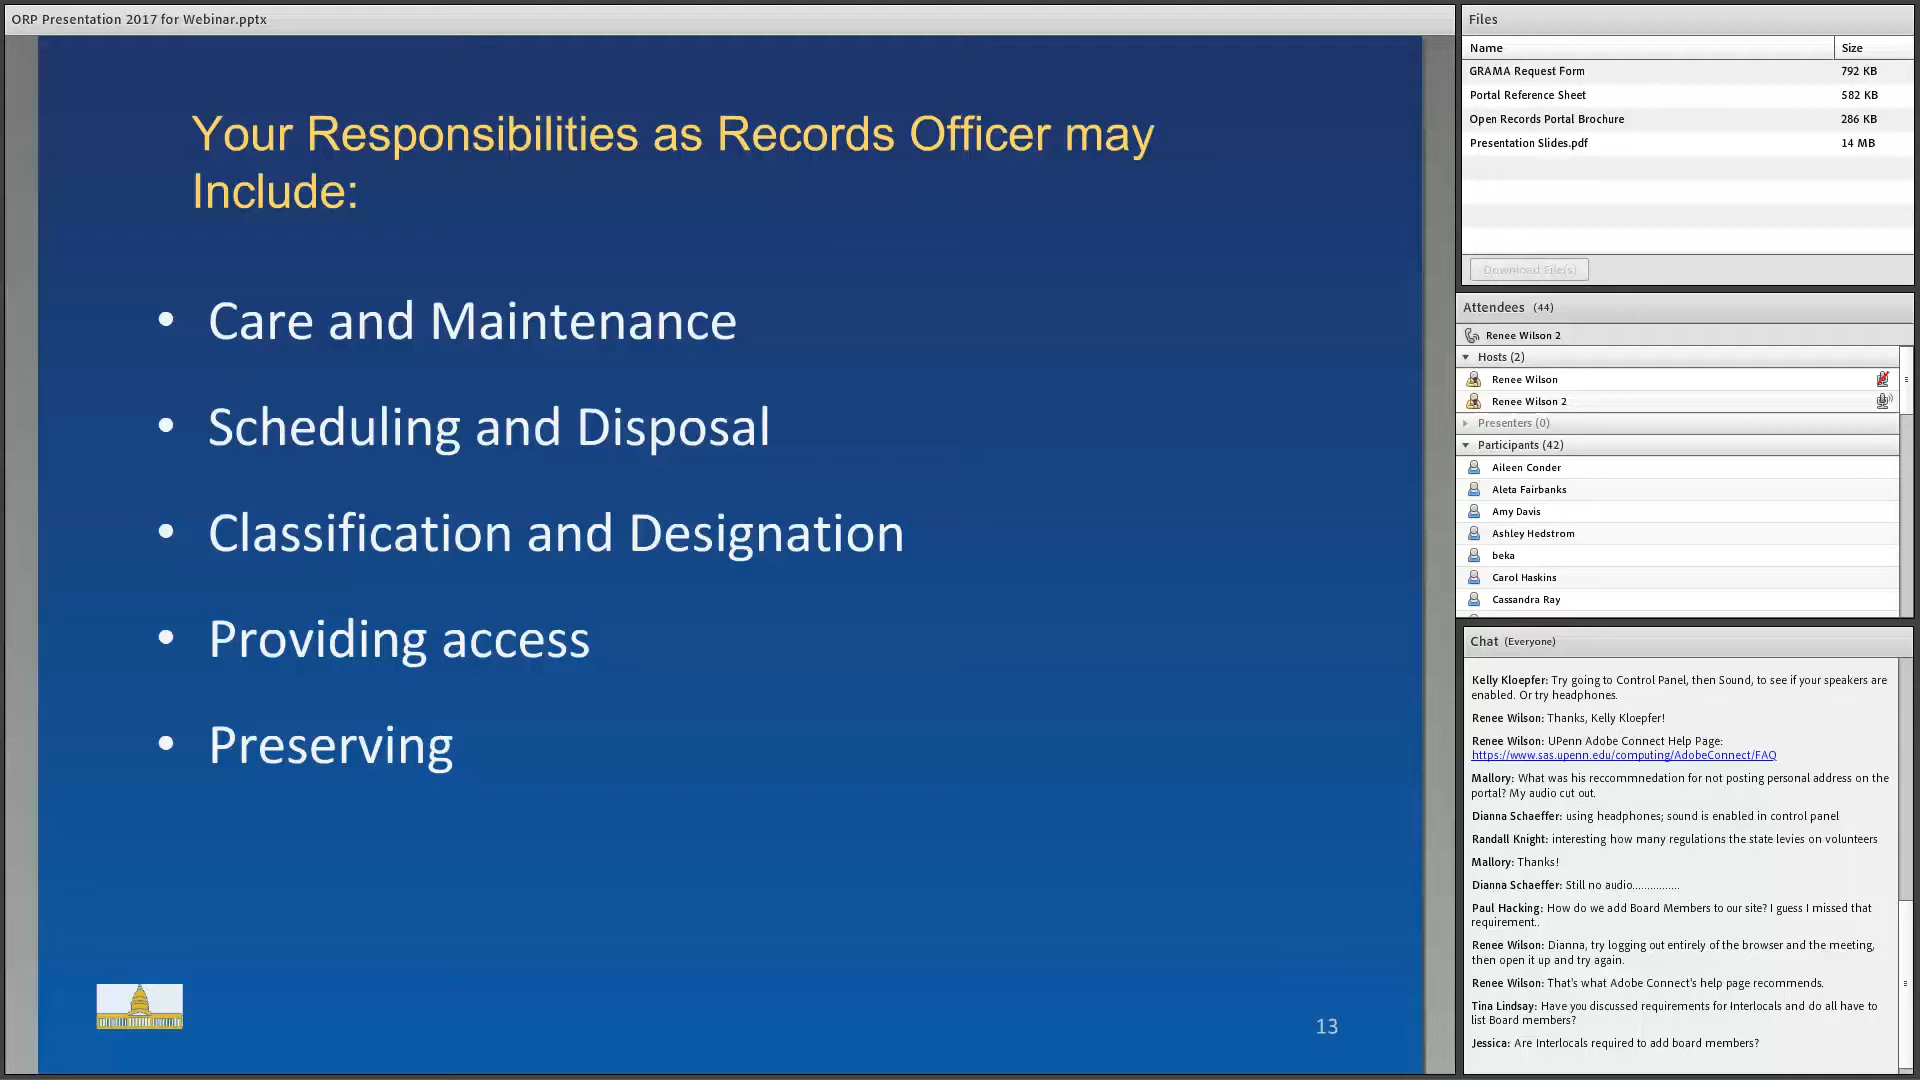 ORP Presentation 2017 for Webinar.pptx
Your Responsibilities as Records Officer may
Include:
• Care and Maintenance
• Scheduling and Disposal
• Classification and Designation
• Providing access
• Preserving
13
Files
Name Size
GRAMA Request Form 792 KB
Portal Reference Sheet 582 KB
Open Records Portal Brochure 286 KB
Presentation Slides.pdf 14 MB
Download File(s)
Attendees (44)
Renee Wilson 2
Hosts (2)
Renee Wilson
Renee Wilson 2
Presenters (0)
Participants (42)
Aileen Conder
Aleta Fairbanks
Amy Davis
Ashley Hedstrom
beka
Carol Haskins
Cassandra Ray
Chat (Everyone)
Kelly Kloepfer: Try going to Control Panel, then Sound, to see if your speakers are
enabled. Or try headphones.
Renee Wilson: Thanks, Kelly Kloepfer!
Renee Wilson: UPenn Adobe Connect Help Page:
https://www.sas.upenn.edu/computing/AdobeConnect/FAQ
Mallory: What was his reccommnedation for not posting personal address on the
portal? My audio cut out.
Dianna Schaeffer: using headphones; sound is enabled in control panel
Randall Knight: interesting how many regulations the state levies on volunteers
Mallory: Thanks!
Dianna Schaeffer: Still no audio...............
Paul Hacking: How do we add Board Members to our site? I guess I missed that
requirement..
Renee Wilson: Dianna, try logging out entirely of the browser and the meeting,
then open it up and try again.
Renee Wilson: That's what Adobe Connect's help page recommends.
Tina Lindsay: Have you discussed requirements for Interlocals and do all have to
list Board members?
Jessica: Are Interlocals required to add board members?